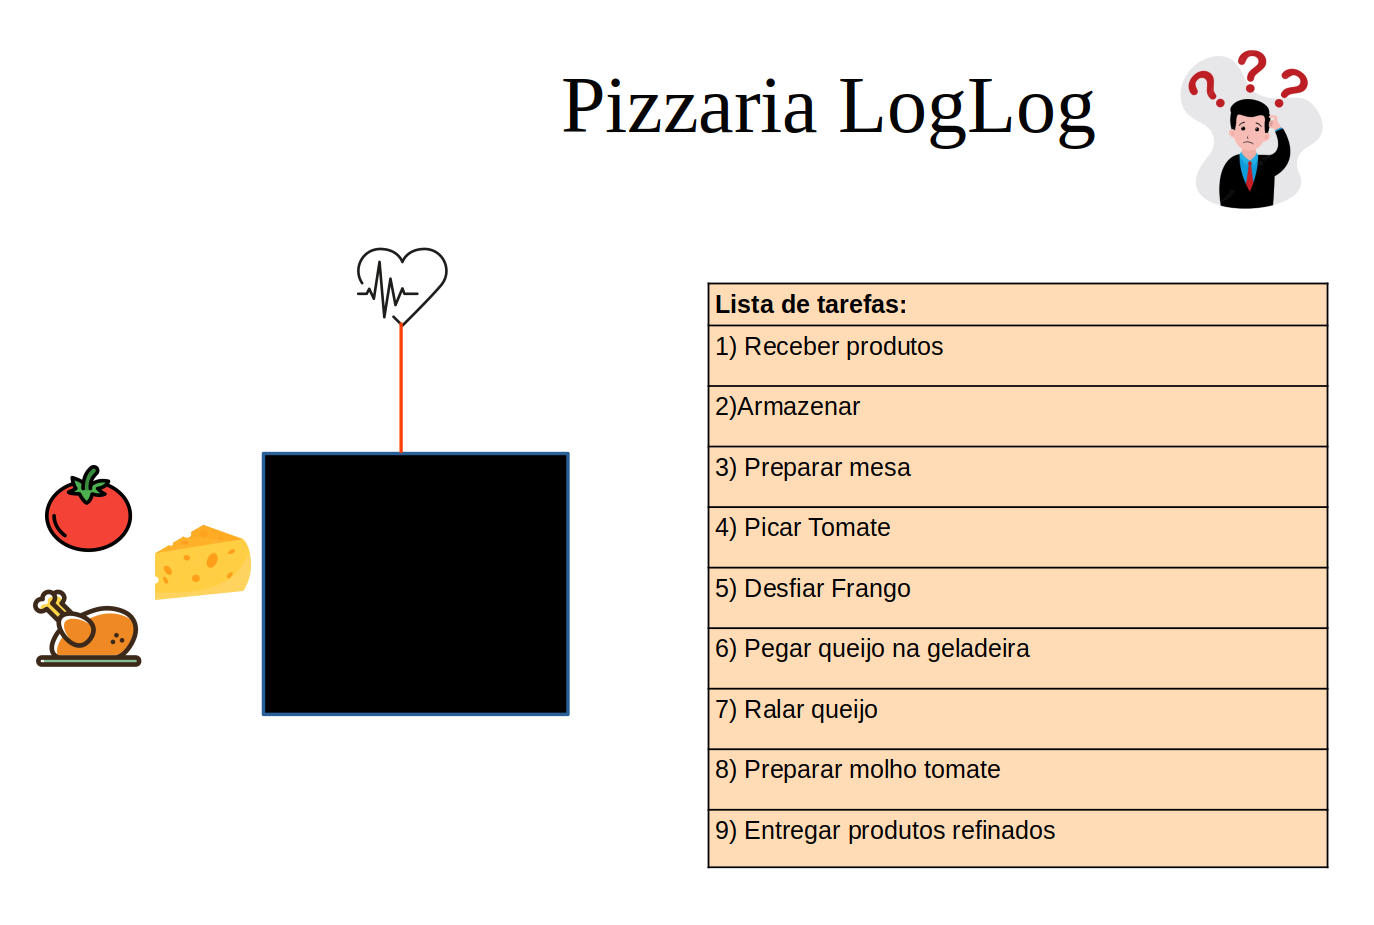 Pizzaria LogLog
Lista de tarefas:
1) Receber produtos
2)Armazenar
3) Preparar mesa
4) Picar Tomate
5) Desfiar Frango
6) Pegar queijo na geladeira
7) Ralar queijo
8) Preparar molho tomate
9) Entregar produtos refinados